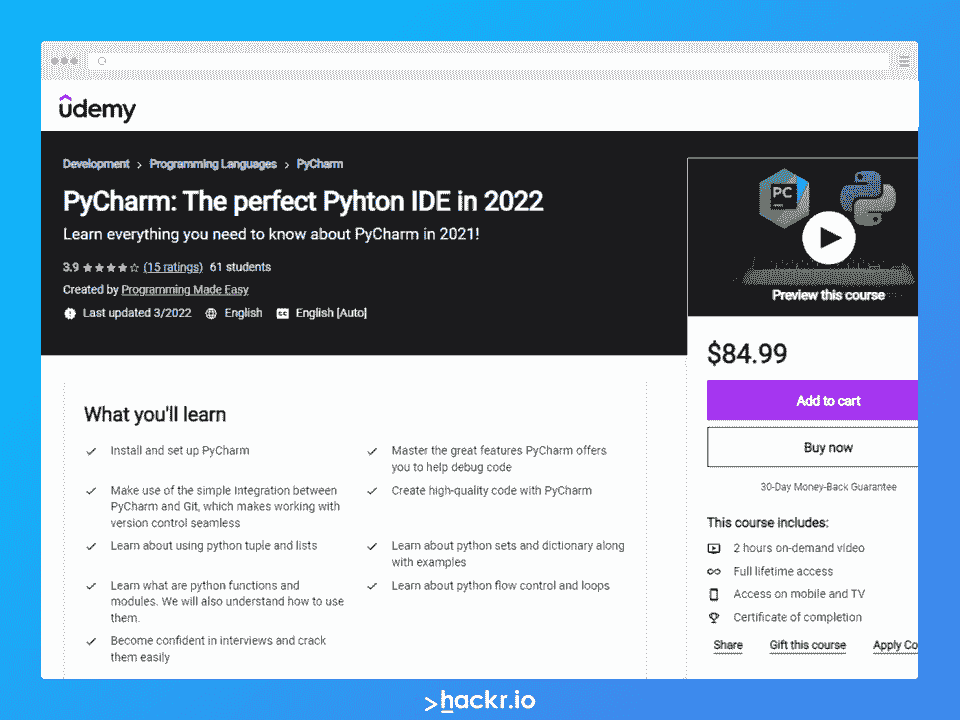 udemy
Development > Programming Languages > PyCharm
PyCharm: The perfect Pyhton IDE in 2022
Learn everything you need to know about PyCharm in 2021!
3.9 ★★★★☆ (15 ratings) 61 students
Created by Programming Made Easy
Last updated 3/2022 English CC English [Auto]
PC
Preview this course
$84.99
Add to cart
Buy now
30-Day Money-Back Guarantee
This course includes:
2 hours on-demand video
Full lifetime access
Access on mobile and TV
Certificate of completion
Share Gift this course Apply Co
What you'll learn
Install and set up PyCharm
Master the great features PyCharm offers
you to help debug code
Make use of the simple Integration between
PyCharm and Git, which makes working with
version control seamless
Create high-quality code with PyCharm
Learn about using python tuple and lists
Learn about python sets and dictionary along
with examples
Learn what are python functions and
modules. We will also understand how to use
them.
Learn about python flow control and loops
Become confident in interviews and crack
them easily
>hackr.io